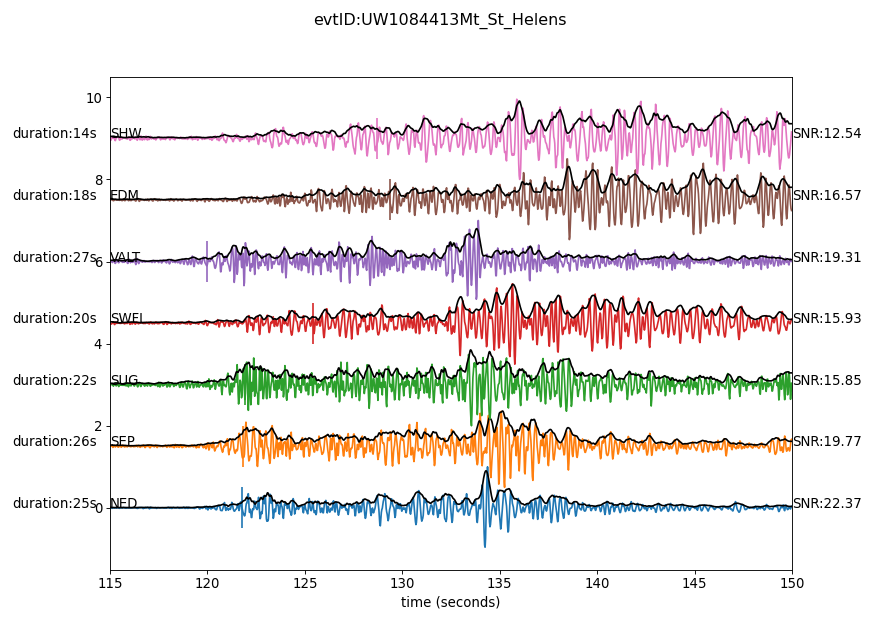 evtID:UW1084413Mt_St_Helens
10
duration:14s SHW SNR:12.54
8
duration:18s EDM SNR:16.57
duration:27s VALT SNR:19.31
6
duration:20s SWFL SNR:15.93
4
duration:22s SUG SNR:15.85
2
duration:26s SEP SNR:19.77
duration:25s NED SNR:22.37
0
115 120 125 130 135 140 145 150
time (seconds)